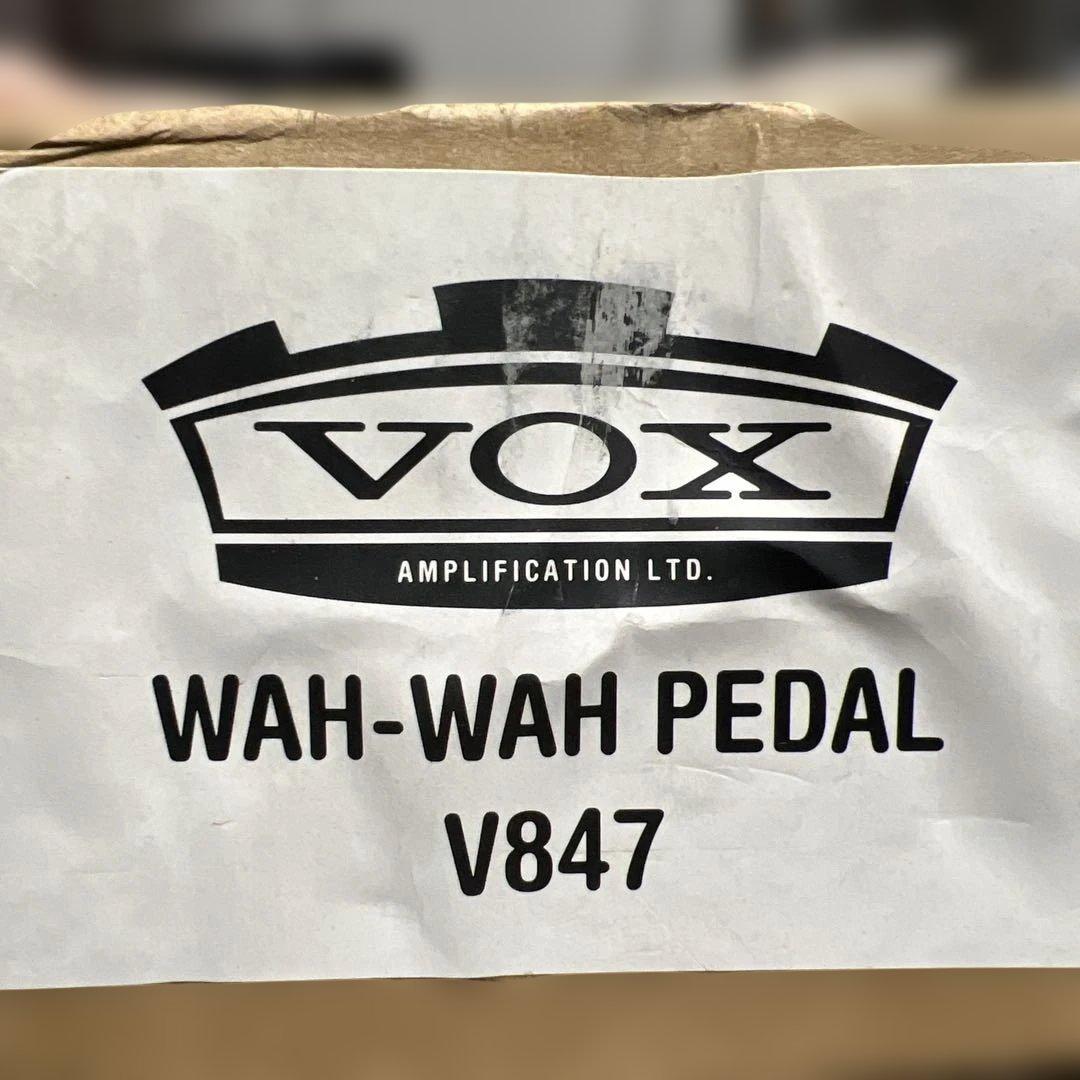 VOX
AMPLIFICATION LTD.
WAH-WAH PEDAL
V847